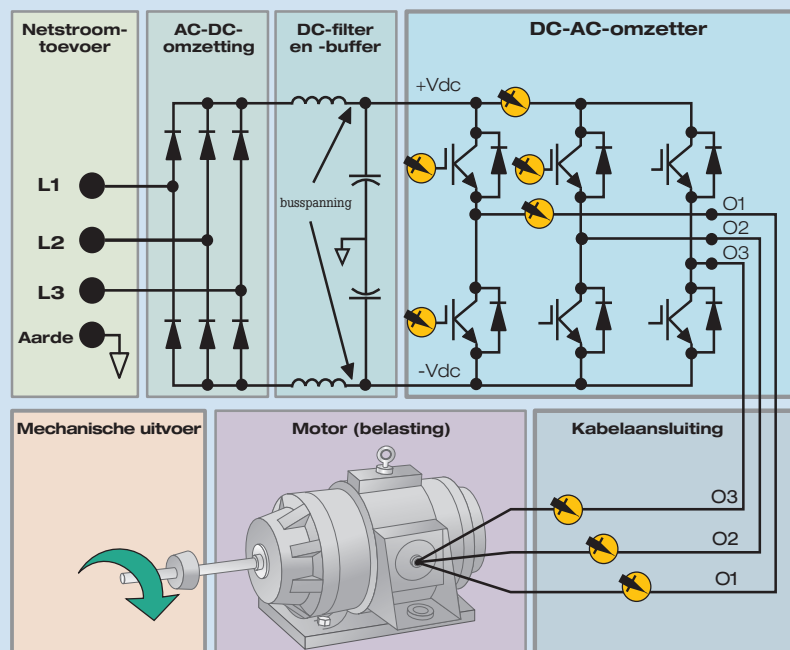 Netstroom-
toevoer
AC-DC-
omzetting
DC-filter
en -buffer
DC-AC-omzetter
+Vdc
L1
L2
L3
Aarde
busspanning
O1
O2
O3
-Vdc
Mechanische uitvoer
Motor (belasting)
Kabelaansluiting
O3
O2
O1